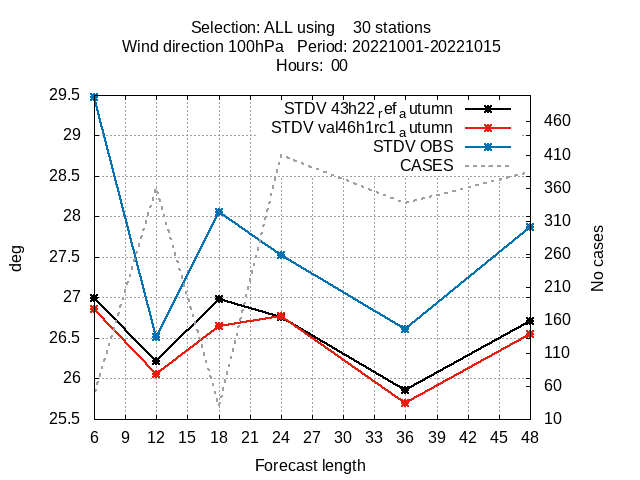 Selection: ALL using 30 stations
Wind direction 100hPa Period: 20221001-20221015
Hours: 00
STDV 43h22ref autumn
STDV val46h1rc1autumn
STDV OBS
CASES
29.5
29
28.5
28
27.5
27
26.5
26
25.5
deg
460
410
360
310
260
210
160
110
60
10
No cases
6 9 12 15 18 21 24 27 30 33 36 39 42 45 48
Forecast length